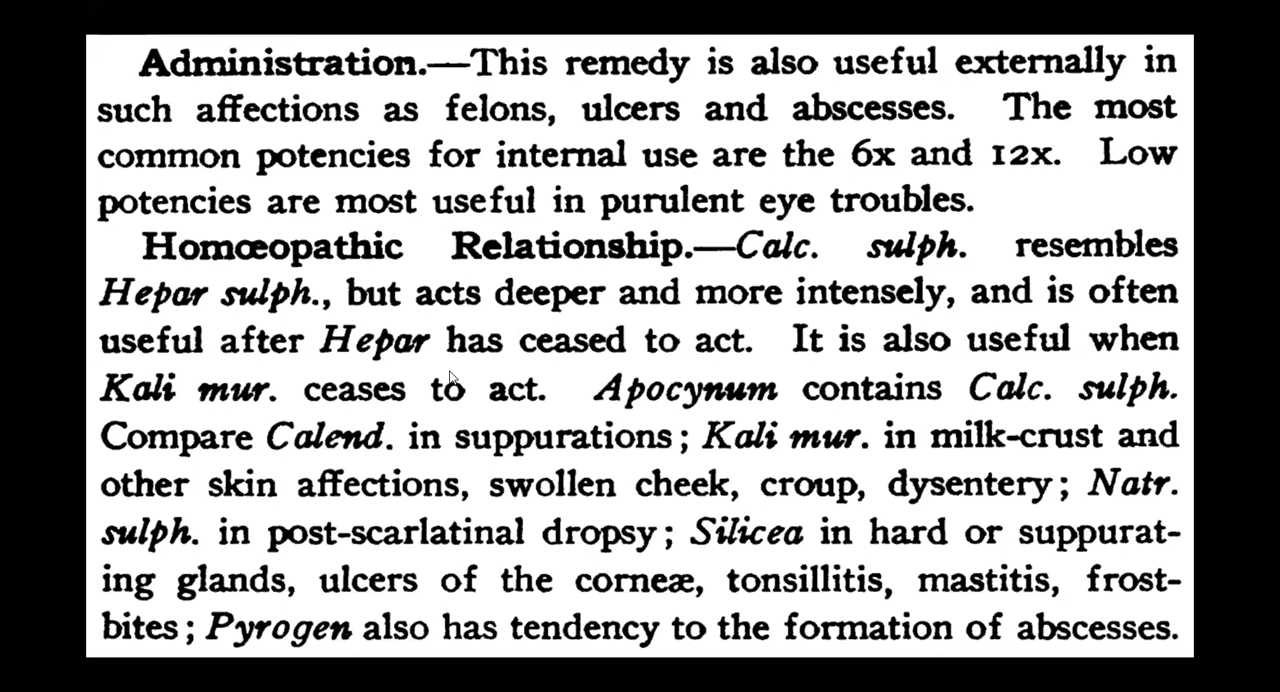 Administration.—This remedy is also useful externally in
such affections as felons, ulcers and abscesses. The most
common potencies for internal use are the 6x and 12x. Low
potencies are most useful in purulent eye troubles.
Homœopathic Relationship.—Calc. sulph. resembles
Hepar sulph., but acts deeper and more intensely, and is often
useful after Hepar has ceased to act. It is also useful when
Kali mur. ceases to act. Apocynum contains Calc. sulph.
Compare Calend. in suppurations; Kali mur. in milk-crust and
other skin affections, swollen cheek, croup, dysentery; Natr.
sulph. in post-scarlatinal dropsy; Silicea in hard or suppurat-
ing glands, ulcers of the corneæ, tonsillitis, mastitis, frost-
bites; Pyrogen also has tendency to the formation of abscesses.